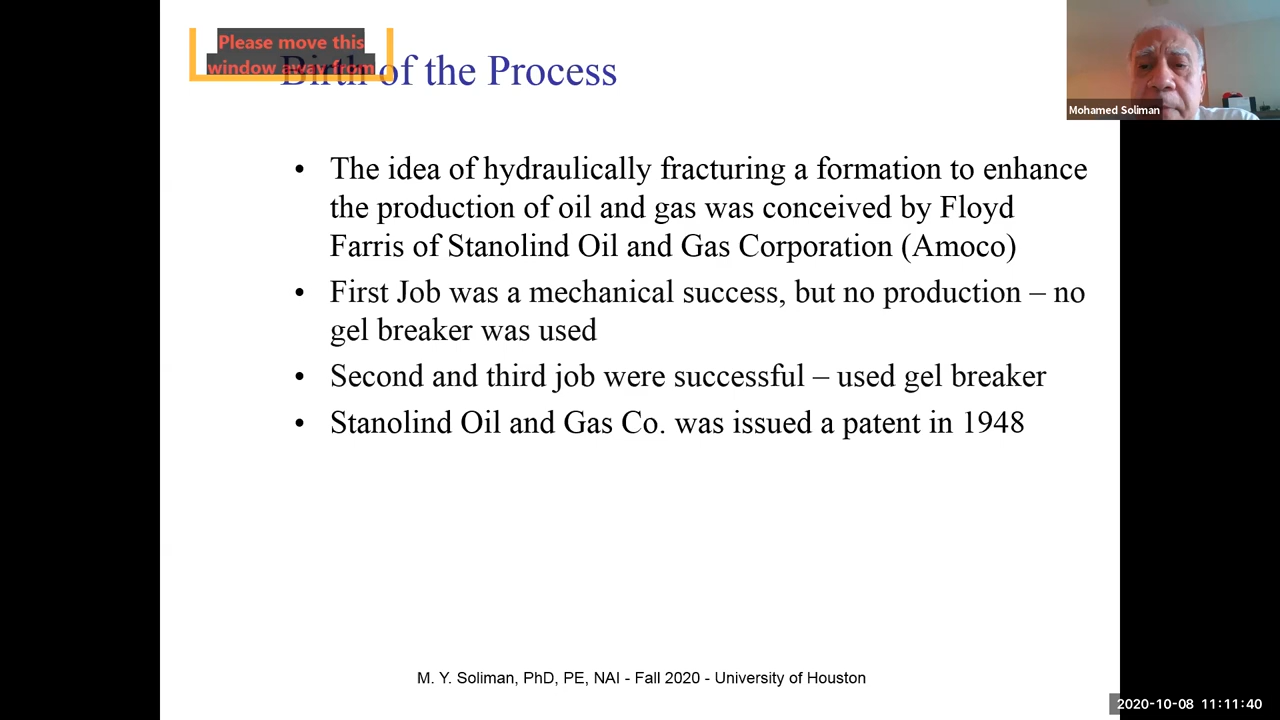 Please move this
window away from
Birth of the Process
Mohamed Soliman
• The idea of hydraulically fracturing a formation to enhance
the production of oil and gas was conceived by Floyd
Farris of Stanolind Oil and Gas Corporation (Amoco)
• First Job was a mechanical success, but no production – no
gel breaker was used
• Second and third job were successful – used gel breaker
• Stanolind Oil and Gas Co. was issued a patent in 1948
M. Y. Soliman, PhD, PE, NAI - Fall 2020 - University of Houston
2020-10-08 11:11:40